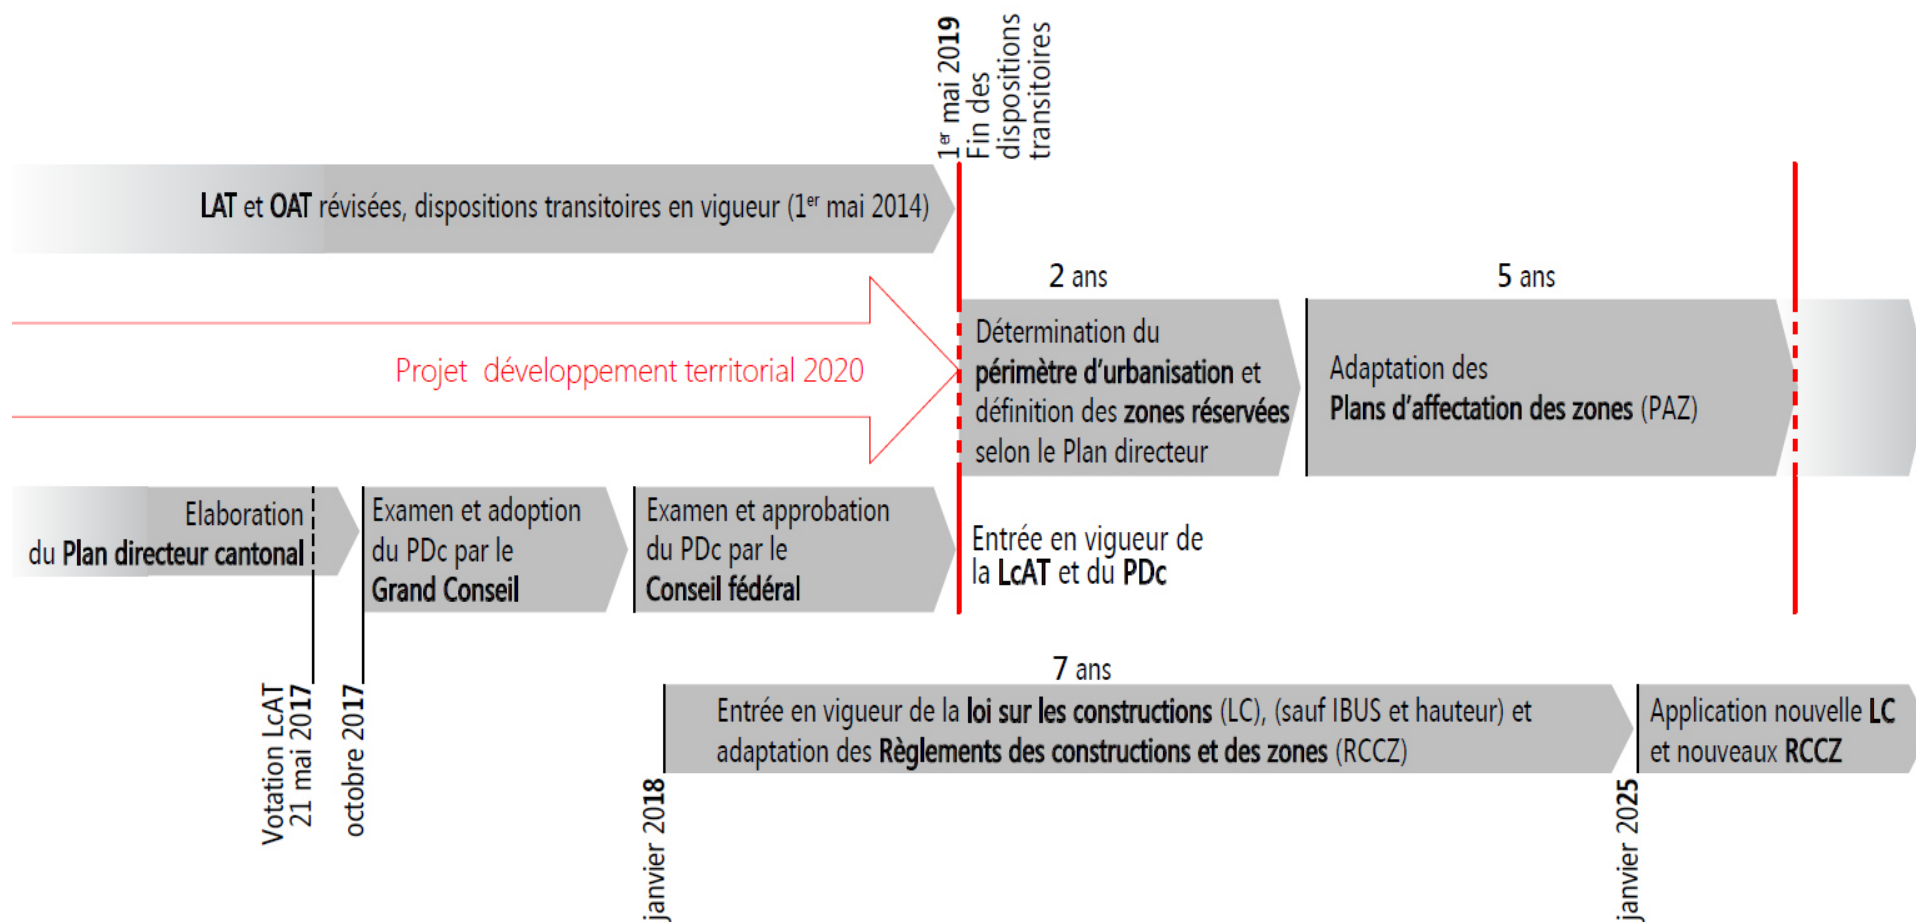 1er mai 2019
Fin des
dispositions
transitoires
LAT et OAT révisées, dispositions transitoires en vigueur (1er mai 2014)
2 ans
5 ans
Projet développement territorial 2020
Détermination du
périmètre d'urbanisation et
définition des zones réservées
selon le Plan directeur
Adaptation des
Plans d'affectation des zones (PAZ)
Elaboration
du Plan directeur cantonal
Examen et adoption
du PDc par le
Grand Conseil
Examen et approbation
du PDc par le
Conseil fédéral
Entrée en vigueur de
la LcAT et du PDc
Votation LcAT
21 mai 2017
octobre 2017
7 ans
Entrée en vigueur de la loi sur les constructions (LC), (sauf IBUS et hauteur) et
adaptation des Règlements des constructions et des zones (RCCZ)
Application nouvelle LC
et nouveaux RCCZ
janvier 2018
janvier 2025